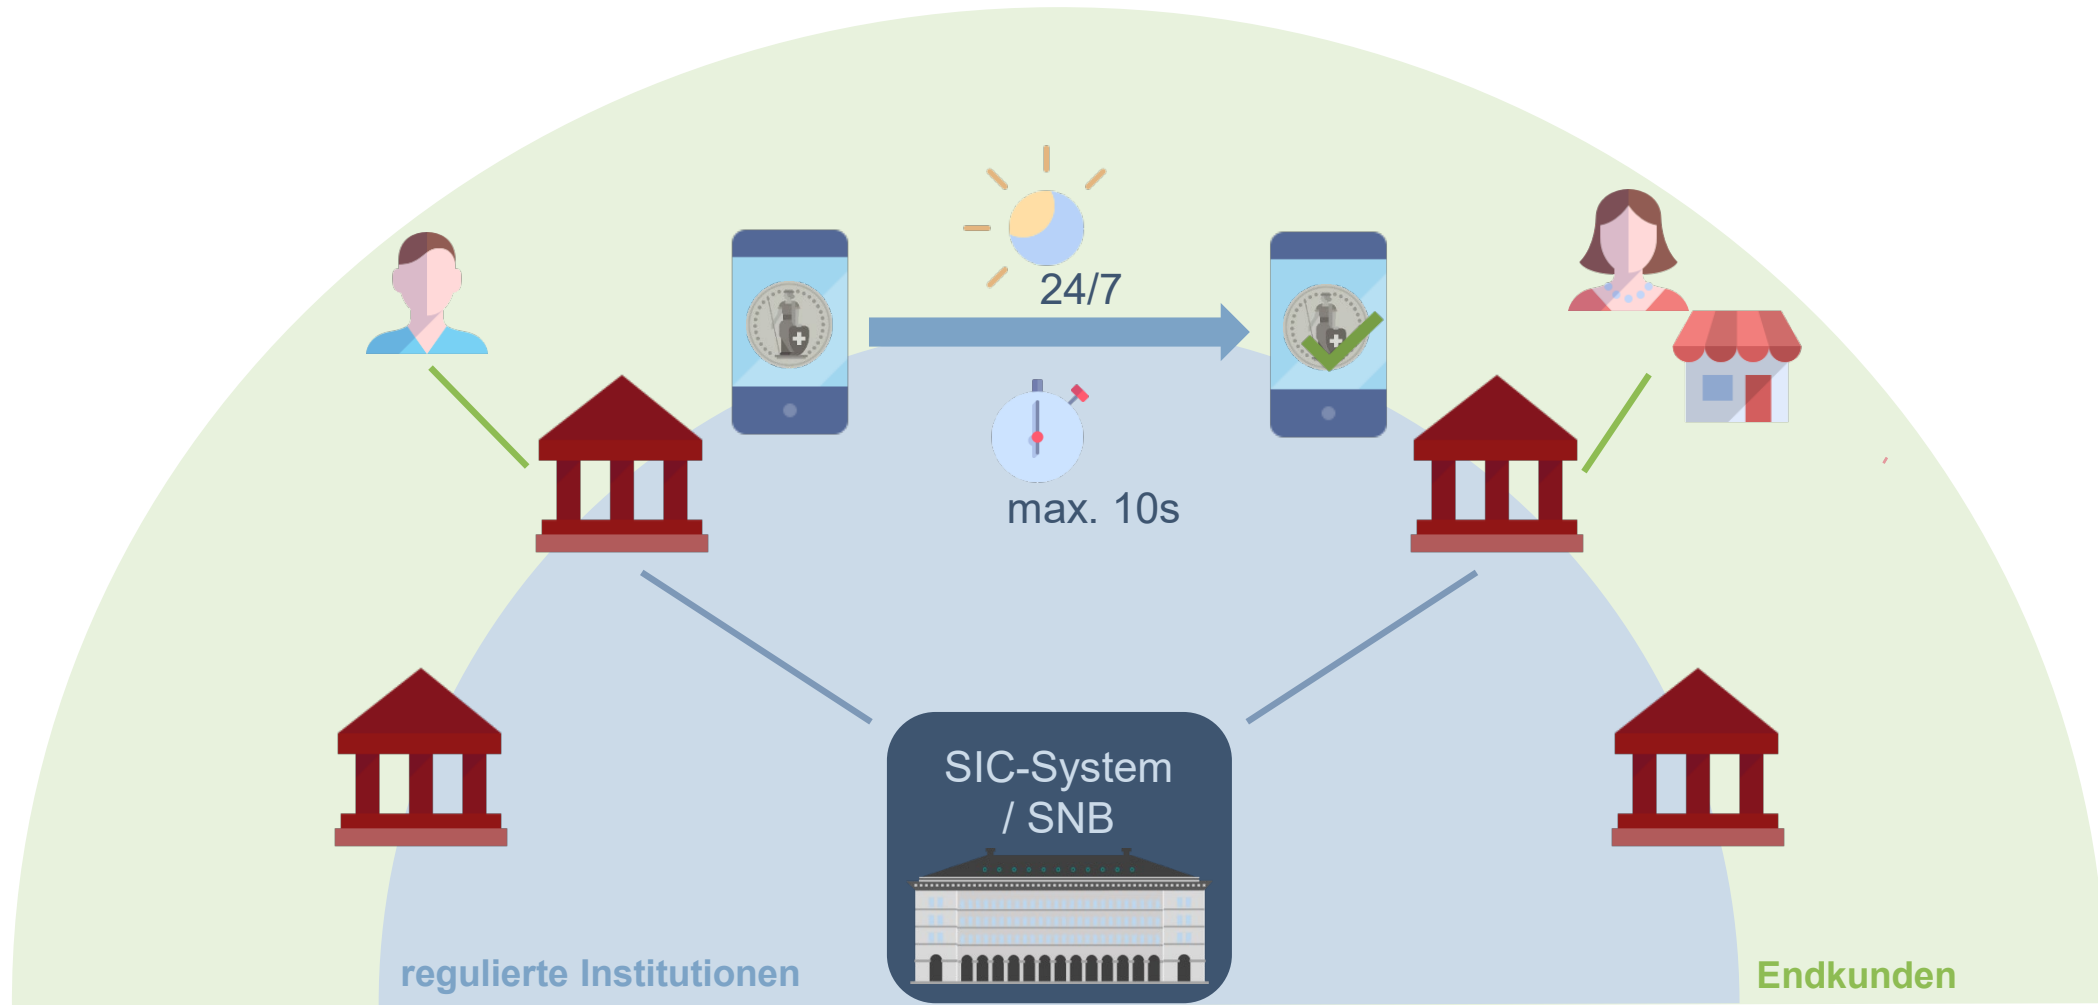 24/7
max. 10s
SIC-System
/ SNB
regulierte Institutionen
Endkunden